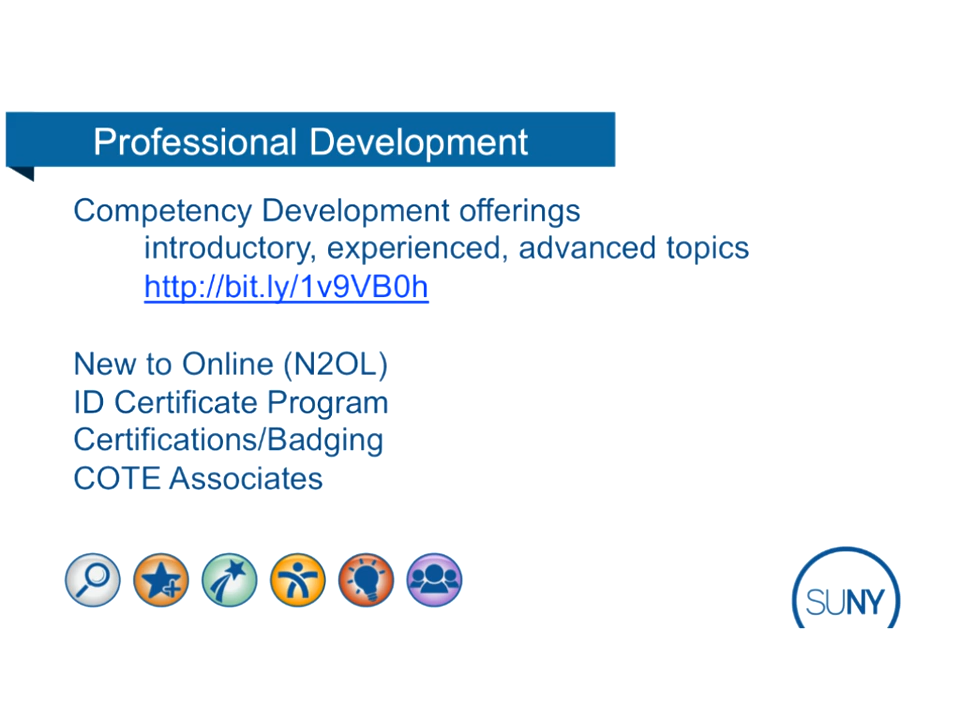 Professional Development
Competency Development offerings
introductory, experienced, advanced topics
http://bit.ly/1v9VB0h
New to Online (N2OL)
ID Certificate Program
Certifications/Badging
COTE Associates
SUNY